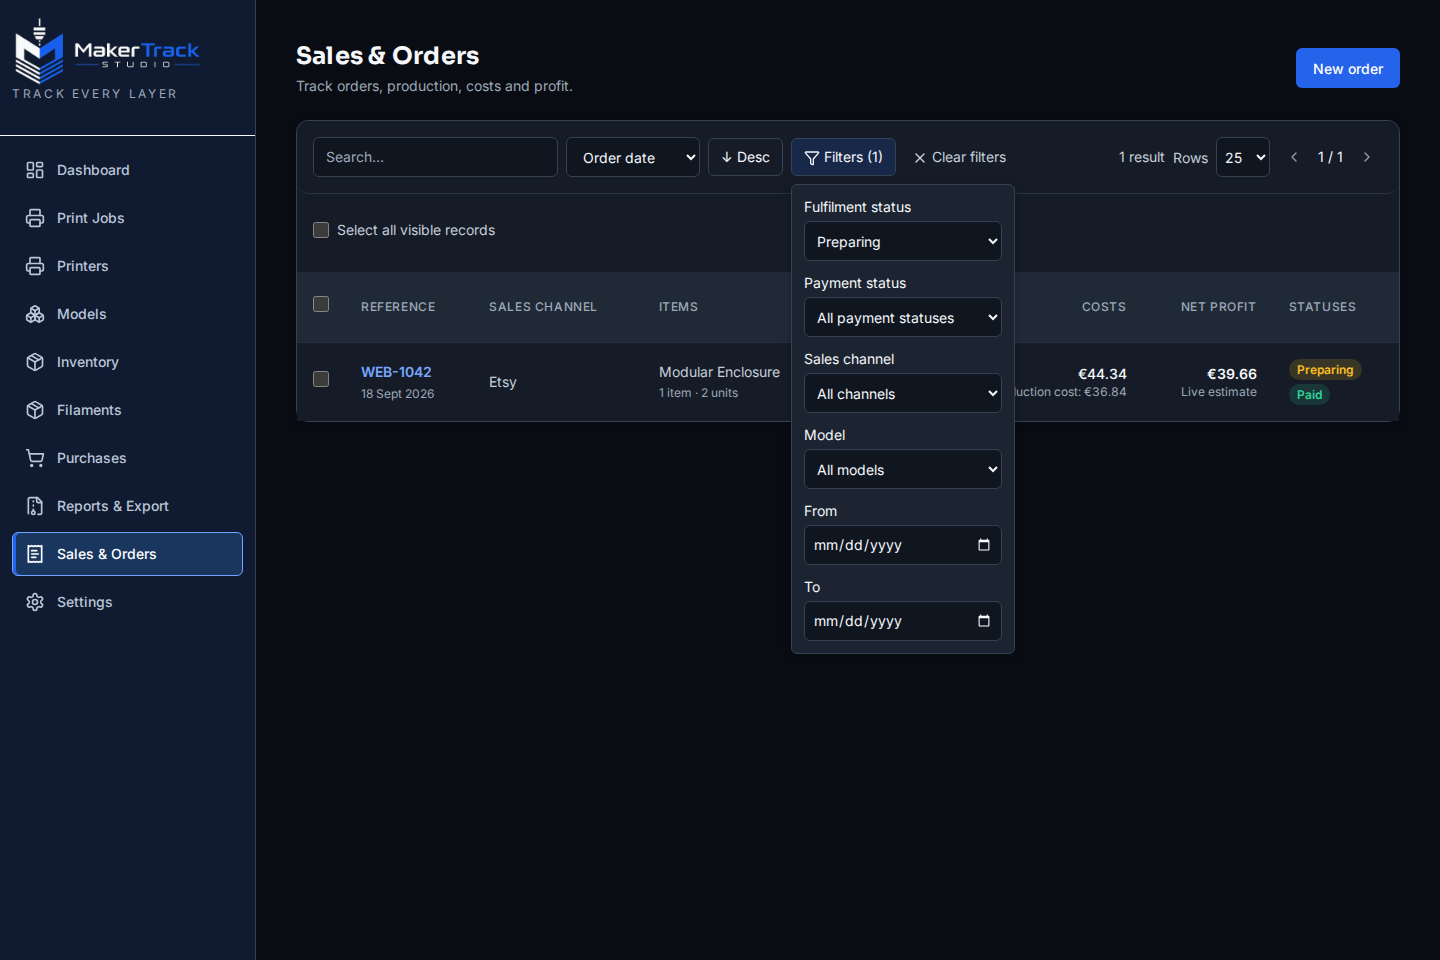 MakerTrack
STUDIO
TRACK EVERY LAYER
Dashboard
Print Jobs
Printers
Models
Inventory
Filaments
Purchases
Reports & Export
Sales & Orders
Settings
Sales & Orders
Track orders, production, costs and profit.
New order
Search...
Order date
↓ Desc
Filters (1)
Clear filters
1 result
Rows
25
1 / 1
Select all visible records
Fulfilment status
Preparing
Payment status
All payment statuses
Sales channel
All channels
Model
All models
From
mm/dd/yyyy
To
mm/dd/yyyy
REFERENCE
SALES CHANNEL
ITEMS
COSTS
NET PROFIT
STATUSES
WEB-1042
18 Sept 2026
Etsy
Modular Enclosure
1 item · 2 units
€44.34
uction cost: €36.84
€39.66
Live estimate
Preparing
Paid